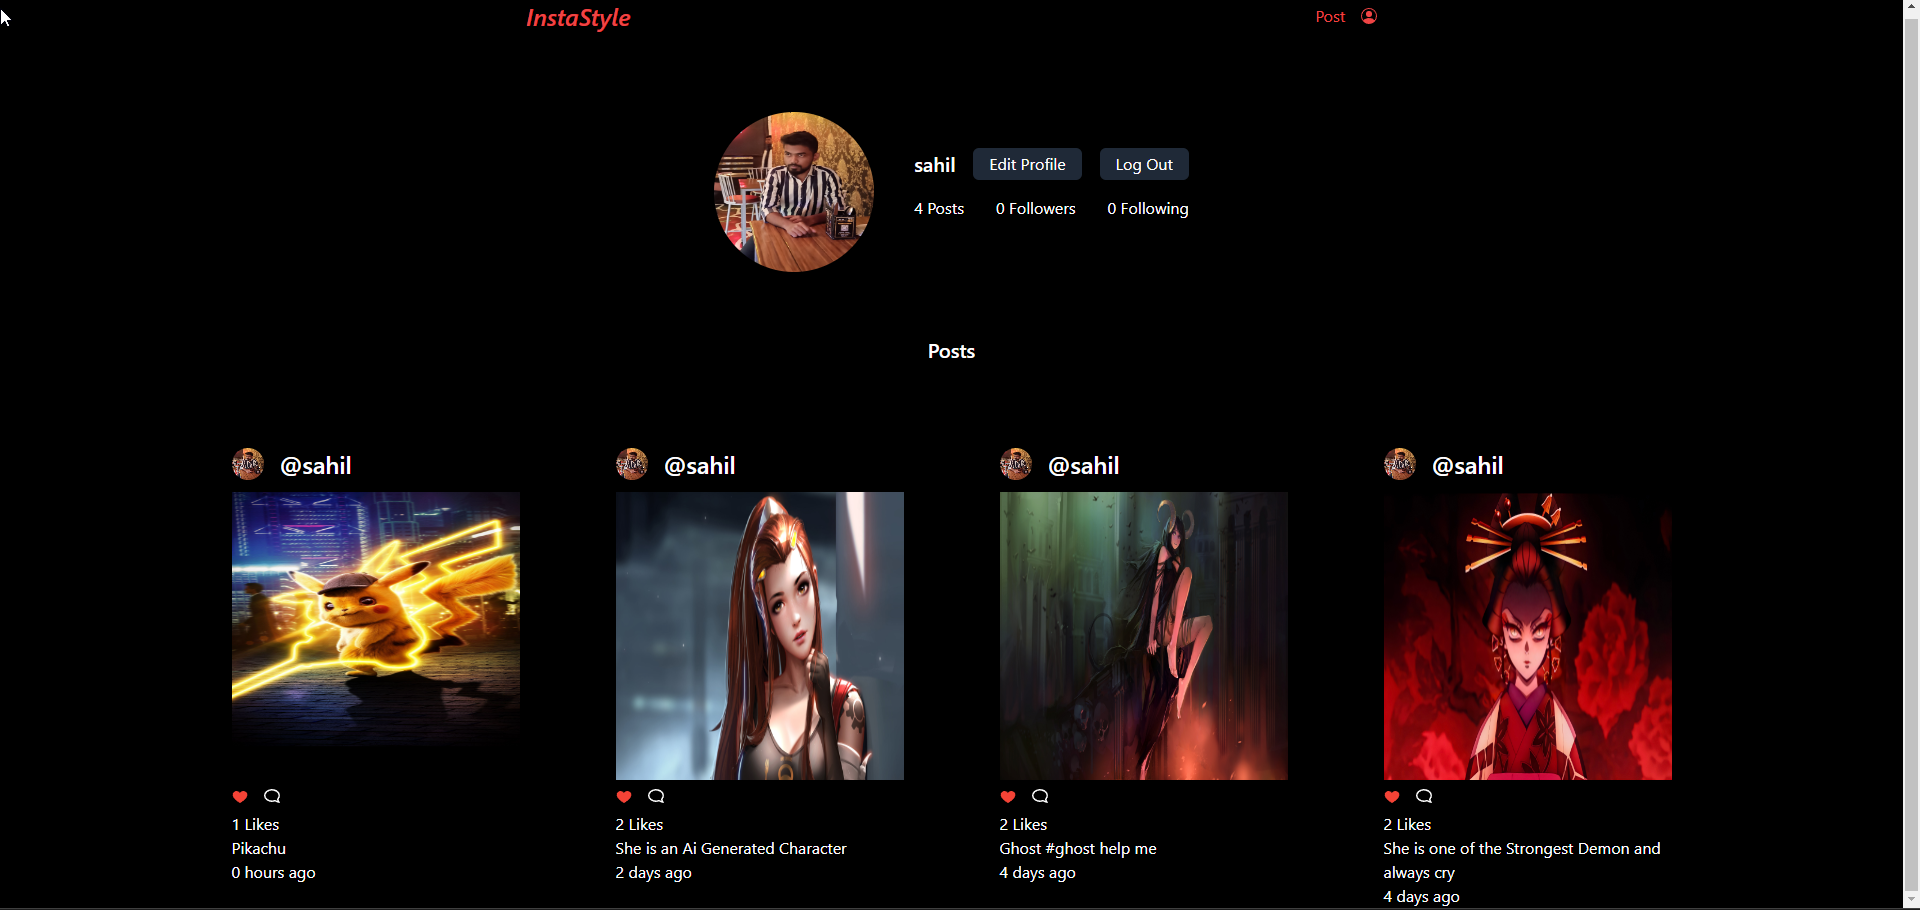 InstaStyle
Post
sahil
Edit Profile
Log Out
4 Posts
0 Followers
0 Following
Posts
@sahil
1 Likes
Pikachu
0 hours ago
@sahil
2 Likes
She is an Ai Generated Character
2 days ago
@sahil
2 Likes
Ghost #ghost help me
4 days ago
@sahil
2 Likes
She is one of the Strongest Demon and
always cry
4 days ago